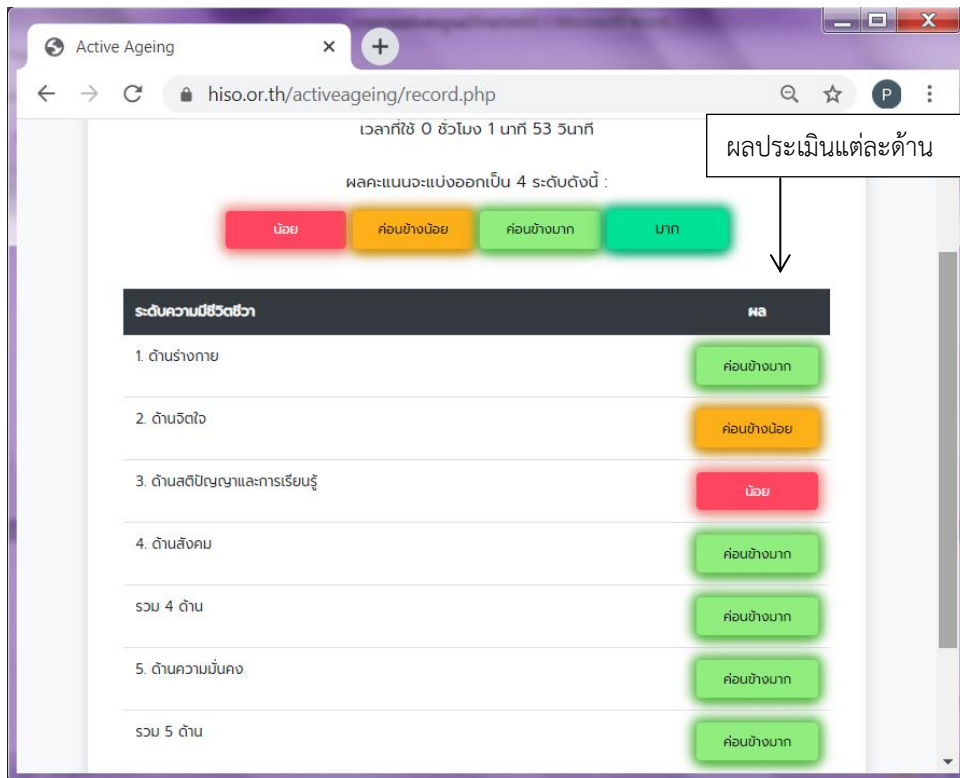 Active Ageing
hiso.or.th/activeageing/record.php
P
เวลาที่ใช้ 0 ชั่วโมง 1 นาที 53 วินาที
ผลประเมินแต่ละด้าน
ผลคะแนนจะแบ่งออกเป็น 4 ระดับดังนี้ :
น้อย ค่อนข้างน้อย ค่อนข้างมาก มาก
ระดับความมีชีวิตชีวา ผล
1. ด้านร่างกาย ค่อนข้างมาก
2. ด้านจิตใจ ค่อนข้างน้อย
3. ด้านสติปัญญาและการเรียนรู้ น้อย
4. ด้านสังคม ค่อนข้างมาก
รวม 4 ด้าน ค่อนข้างมาก
5. ด้านความมั่นคง ค่อนข้างมาก
รวม 5 ด้าน ค่อนข้างมาก